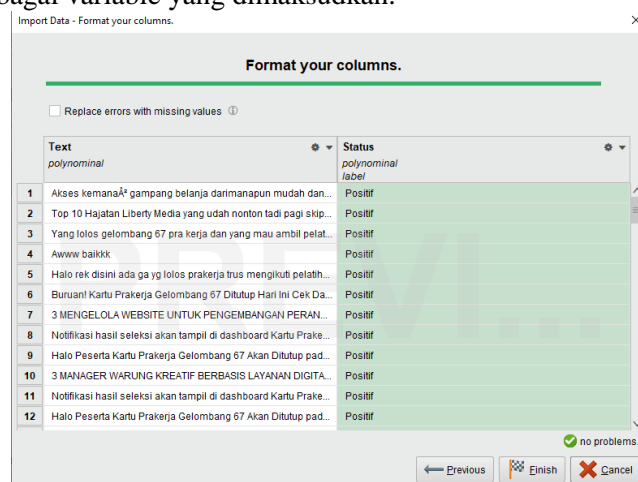 bagai variable yang dimaksudkan.
Import Data - Format your columns.
Format your columns.
Replace errors with missing values
Text Status
polynominal polynominal
label
1 Akses kemanaÂ² gampang belanja darimanapun mudah dan... Positif
2 Top 10 Hajatan Liberty Media yang udah nonton tadi pagi skip... Positif
3 Yang lolos gelombang 67 pra kerja dan yang mau ambil pelat... Positif
4 Awww baikkk Positif
5 Halo rek disini ada ga yg lolos prakerja trus mengikuti pelatih... Positif
6 Buruan! Kartu Prakerja Gelombang 67 Ditutup Hari Ini Cek Da... Positif
7 3 MENGELOLA WEBSITE UNTUK PENGEMBANGAN PERAN... Positif
8 Notifikasi hasil seleksi akan tampil di dashboard Kartu Prake... Positif
9 Halo Peserta Kartu Prakerja Gelombang 67 Akan Ditutup pad... Positif
10 3 MANAGER WARUNG KREATIF BERBASIS LAYANAN DIGITA... Positif
11 Notifikasi hasil seleksi akan tampil di dashboard Kartu Prake... Positif
12 Halo Peserta Kartu Prakerja Gelombang 67 Akan Ditutup pad... Positif
PREVI...
no problems.
Previous Finish Cancel